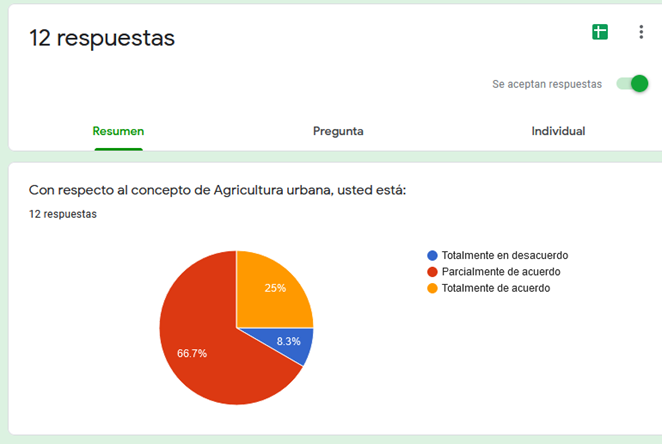 12 respuestas
Se aceptan respuestas
Resumen Pregunta Individual
Con respecto al concepto de Agricultura urbana, usted está:
12 respuestas
Totalmente en desacuerdo
Parcialmente de acuerdo
Totalmente de acuerdo
25%
8.3%
66.7%